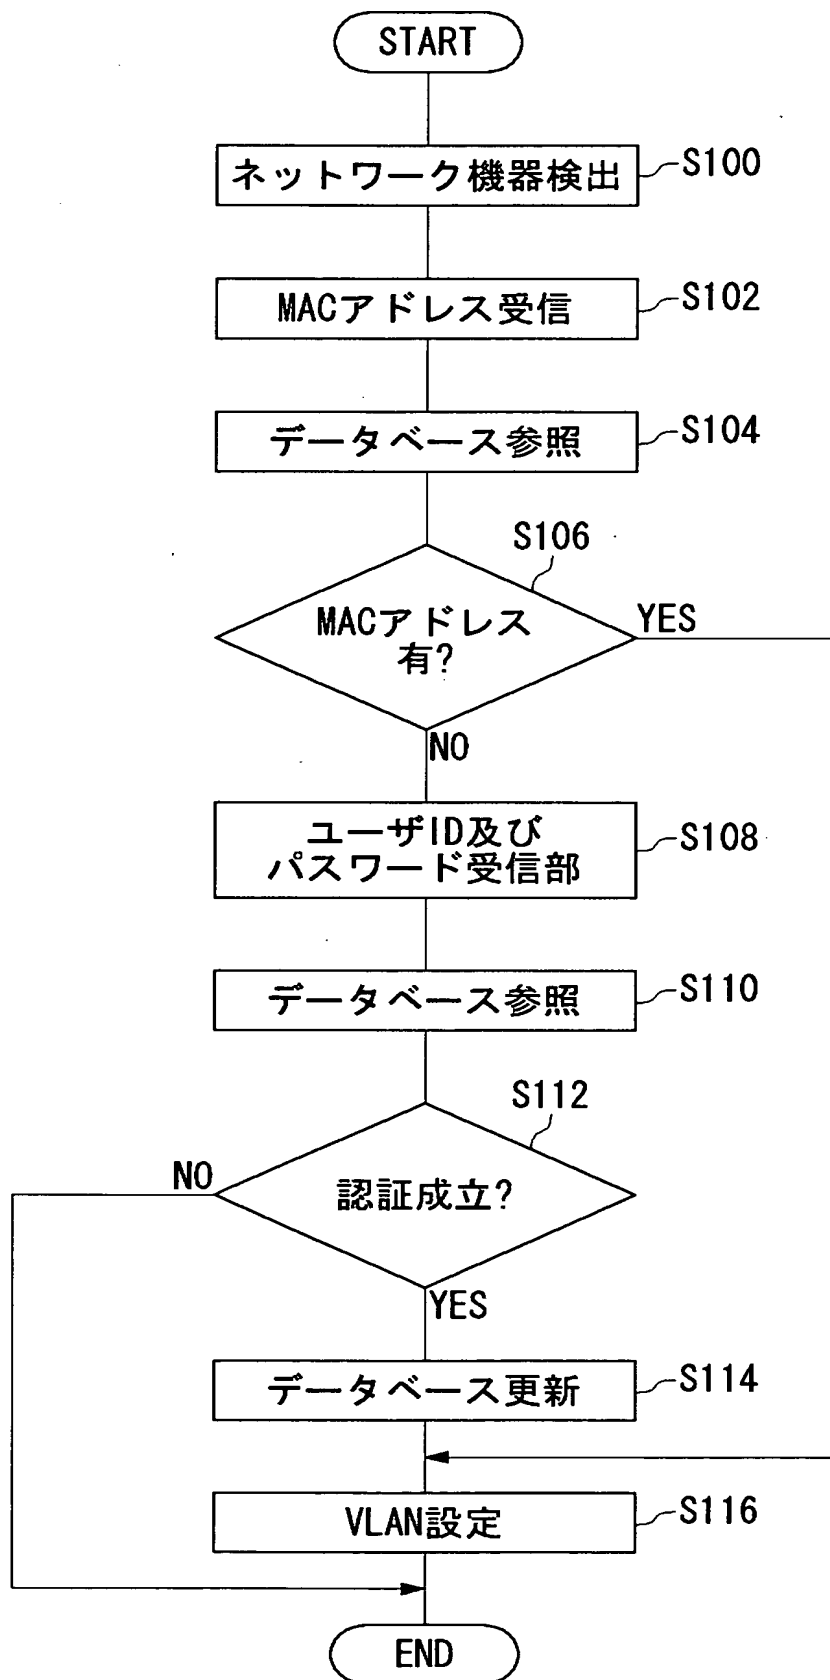 START
ネットワーク機器検出
S100
MACアドレス受信
S102
データベース参照
S104
S106
MACアドレス
有?
YES
NO
ユーザID及び
パスワード受信部
S108
データベース参照
S110
S112
NO
認証成立?
YES
データベース更新
S114
VLAN設定
S116
END